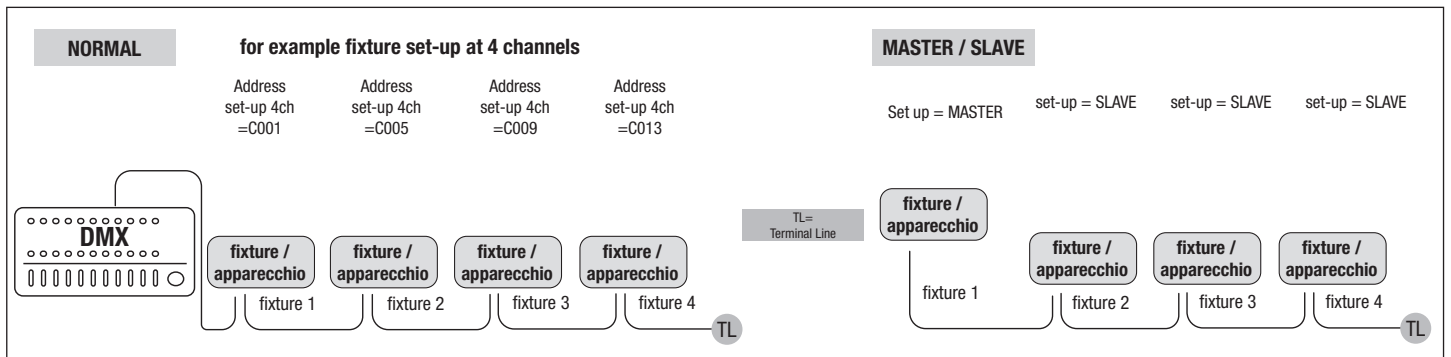 NORMAL
for example fixture set-up at 4 channels
Address
set-up 4ch
=C001
Address
set-up 4ch
=C005
Address
set-up 4ch
=C009
Address
set-up 4ch
=C013
DMX
fixture /
apparecchio
fixture /
apparecchio
fixture /
apparecchio
fixture /
apparecchio
fixture 1
fixture 2
fixture 3
fixture 4
TL
TL=
Terminal Line
MASTER / SLAVE
Set up = MASTER
set-up = SLAVE
set-up = SLAVE
set-up = SLAVE
fixture /
apparecchio
fixture /
apparecchio
fixture /
apparecchio
fixture /
apparecchio
fixture 1
fixture 2
fixture 3
fixture 4
TL